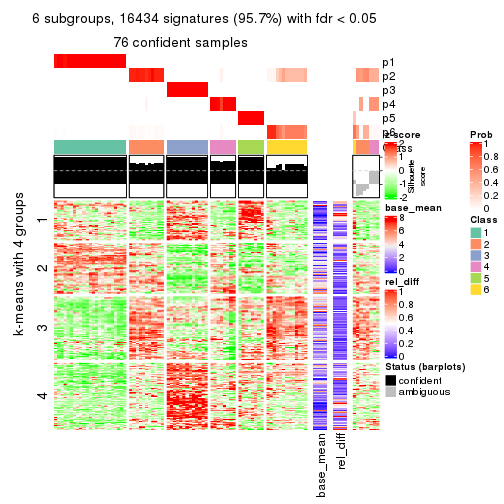 6 subgroups, 16434 signatures (95.7%) with fdr < 0.05
76 confident samples
p1
p2
p3
p4
p5
p6
Class
Silhouette
score
k-means with 4 groups
1
2
3
4
base_mean
rel_diff
z-score
2
1
0
-1
-2
base_mean
8
6
4
2
0
rel_diff
1
0.8
0.6
0.4
0.2
0
Status (barplots)
confident
ambiguous
Prob
1
0.8
0.6
0.4
0.2
0
Class
1
2
3
4
5
6